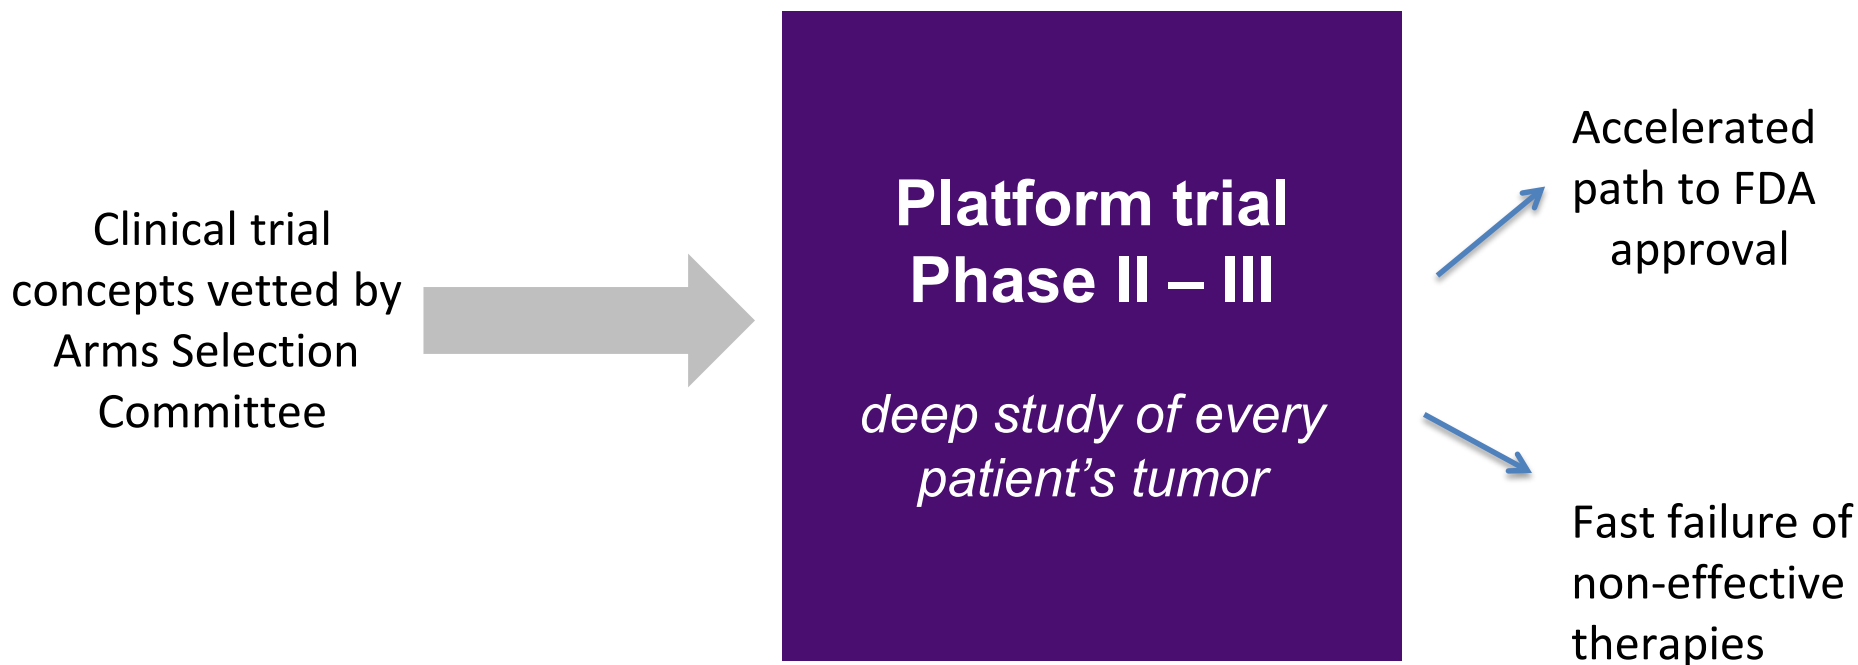 Clinical trial
concepts vetted by
Arms Selection
Committee
Platform trial
Phase II – III
deep study of every
patient’s tumor
Accelerated
path to FDA
approval
Fast failure of
non-effective
therapies